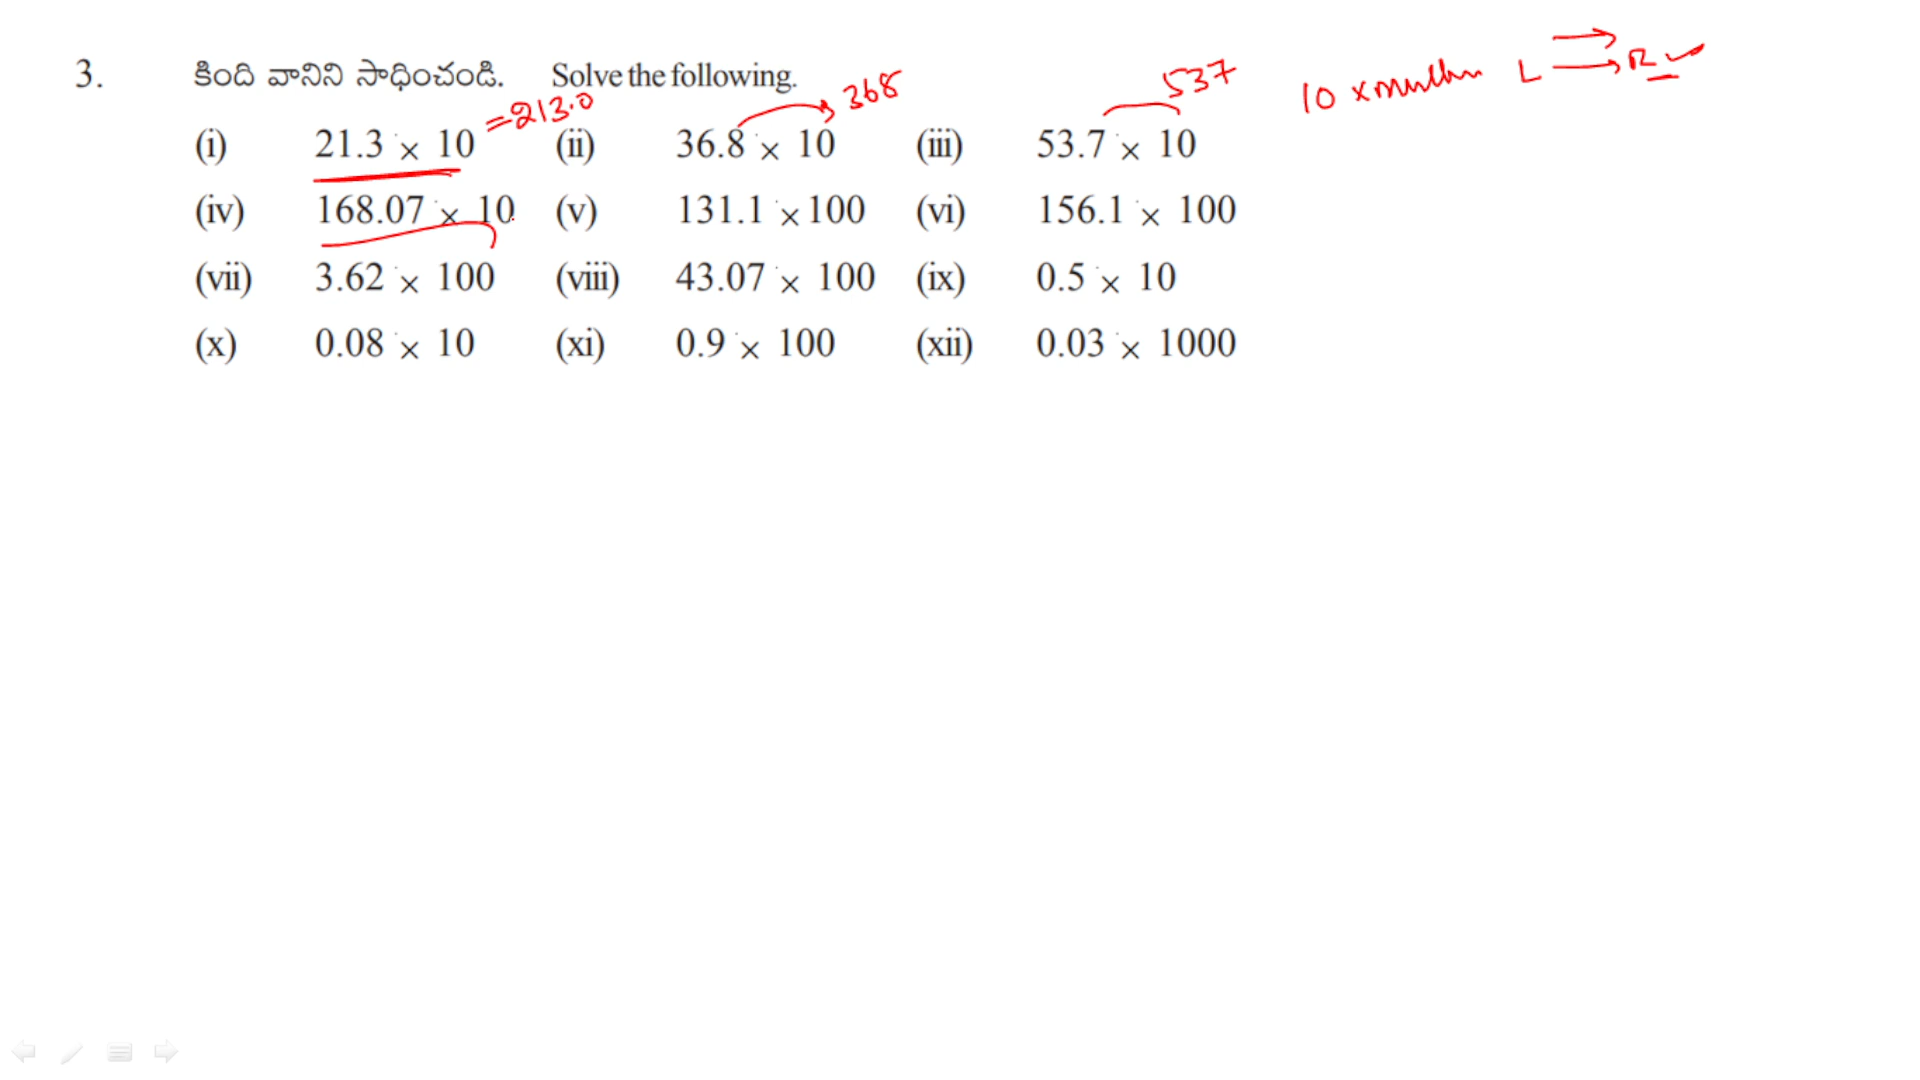 3. కింది వానిని సాధించండి. Solve the following.
(i) 21.3 × 10 =213.0 (ii) 36.8 × 10 368 (iii) 53.7 × 10 537 10 × L R
(iv) 168.07 × 10 (v) 131.1 × 100 (vi) 156.1 × 100
(vii) 3.62 × 100 (viii) 43.07 × 100 (ix) 0.5 × 10
(x) 0.08 × 10 (xi) 0.9 × 100 (xii) 0.03 × 1000